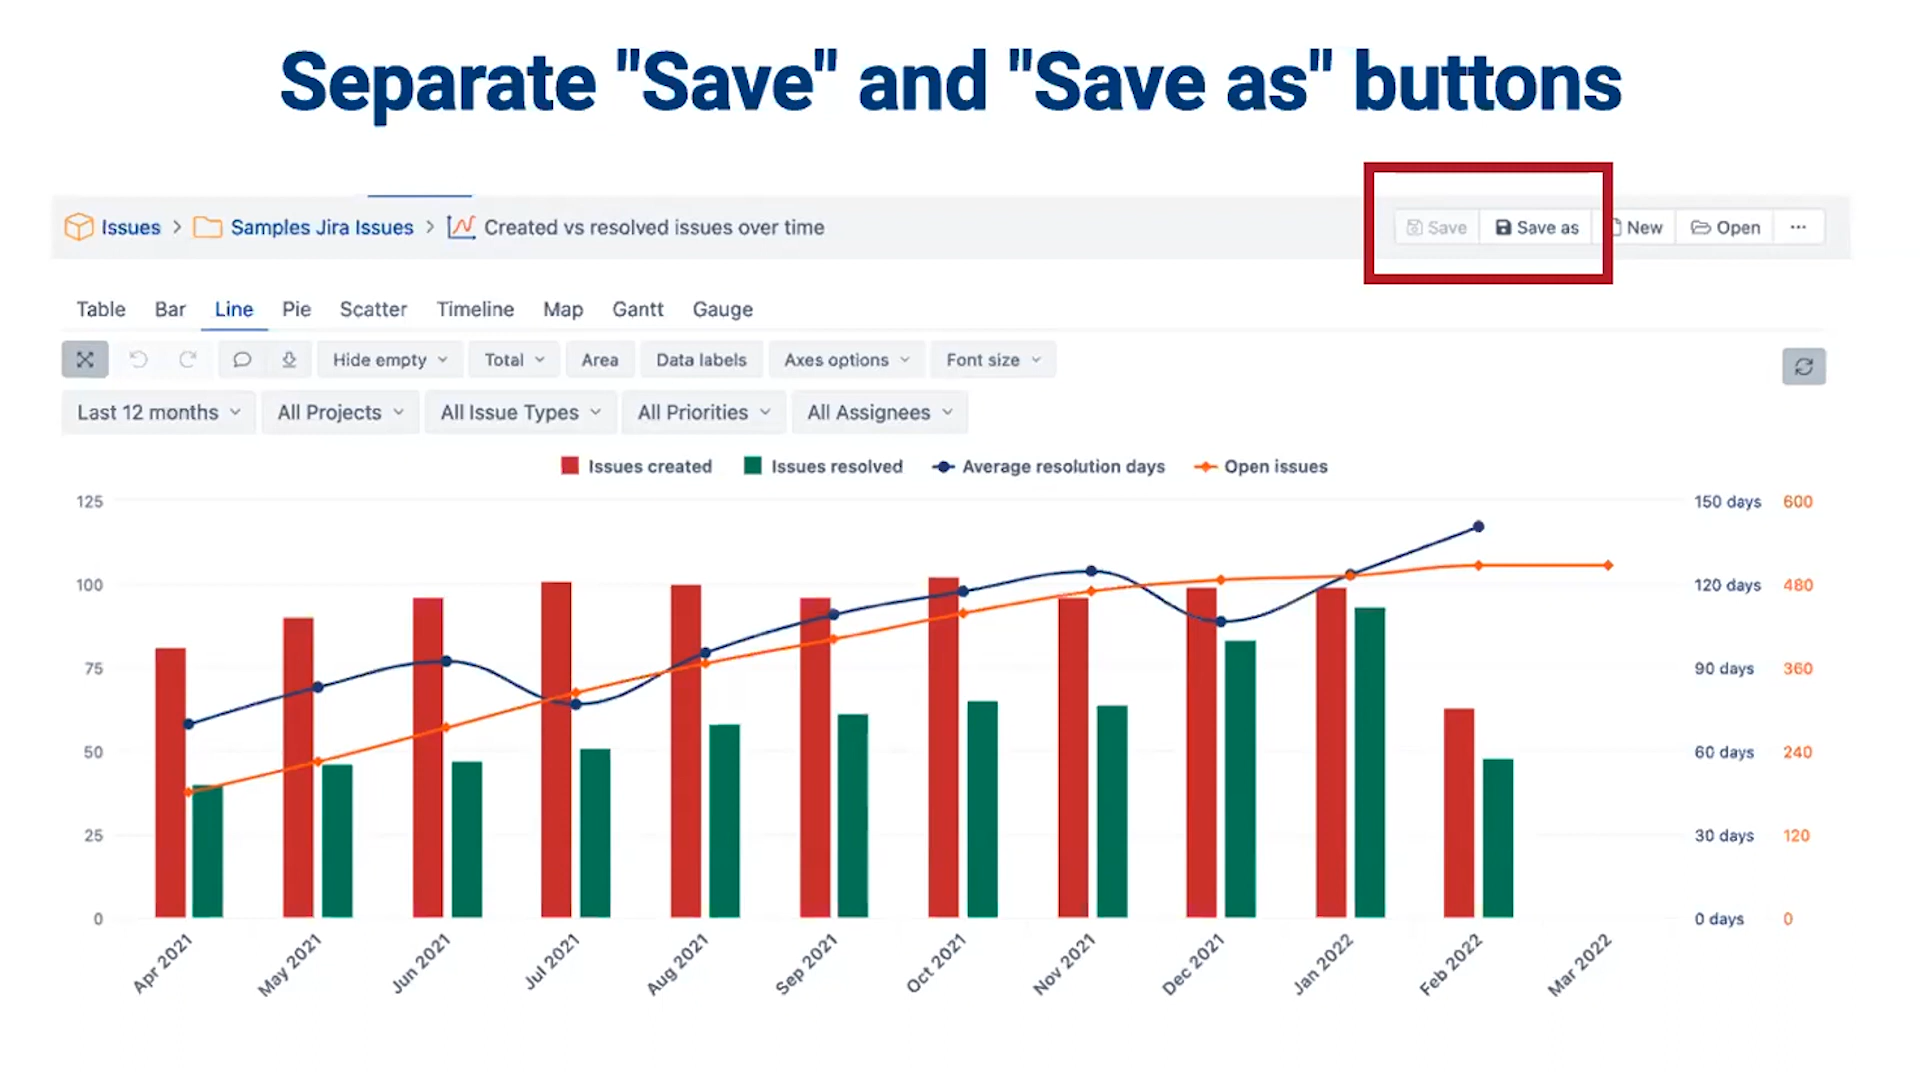 Separate "Save" and "Save as" buttons
Issues > Samples Jira Issues > Created vs resolved issues over time
Save Save as New Open ...
Table Bar Line Pie Scatter Timeline Map Gantt Gauge
Hide empty Total Area Data labels Axes options Font size
Last 12 months All Projects All Issue Types All Priorities All Assignees
Issues created Issues resolved Average resolution days Open issues
125 150 days 600
100 120 days 480
75 90 days 360
50 60 days 240
25 30 days 120
0 0 days 0
Apr 2021 May 2021 Jun 2021 Jul 2021 Aug 2021 Sep 2021 Oct 2021 Nov 2021 Dec 2021 Jan 2022 Feb 2022 Mar 2022